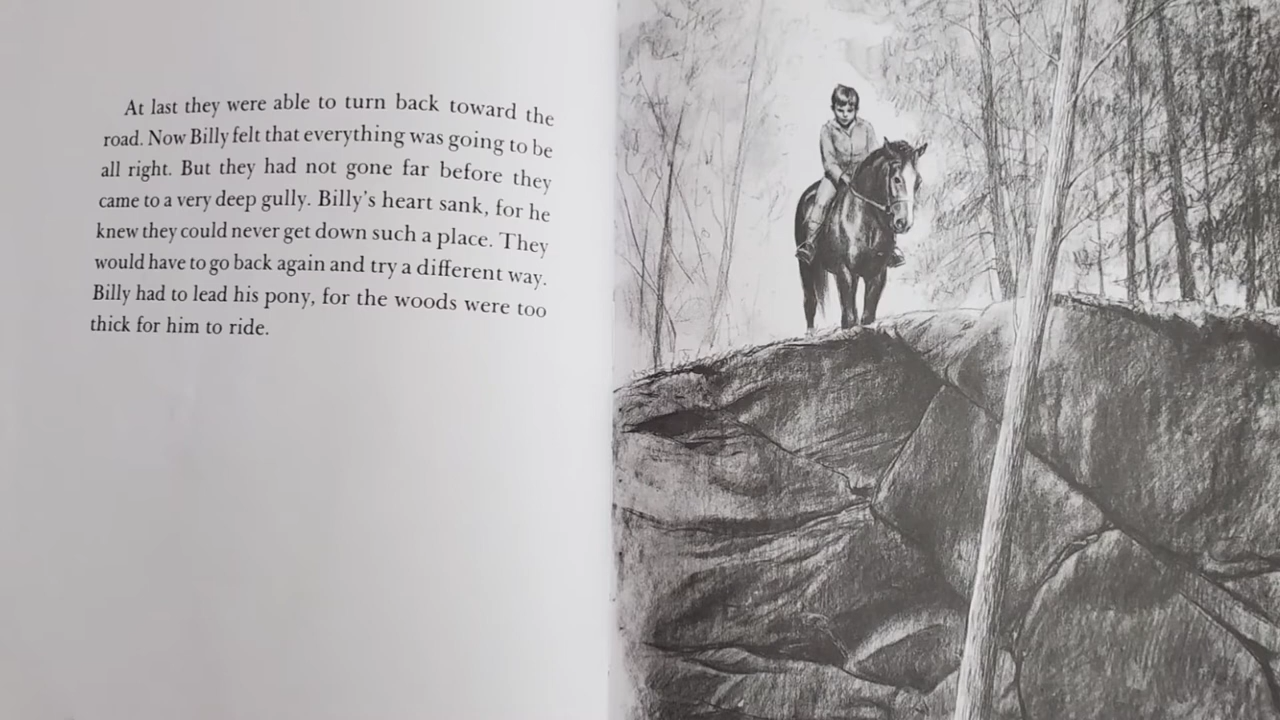 At last they were able to turn back toward the
road. Now Billy felt that everything was going to be
all right. But they had not gone far before they
came to a very deep gully. Billy's heart sank, for he
knew they could never get down such a place. They
would have to go back again and try a different way.
Billy had to lead his pony, for the woods were too
thick for him to ride.